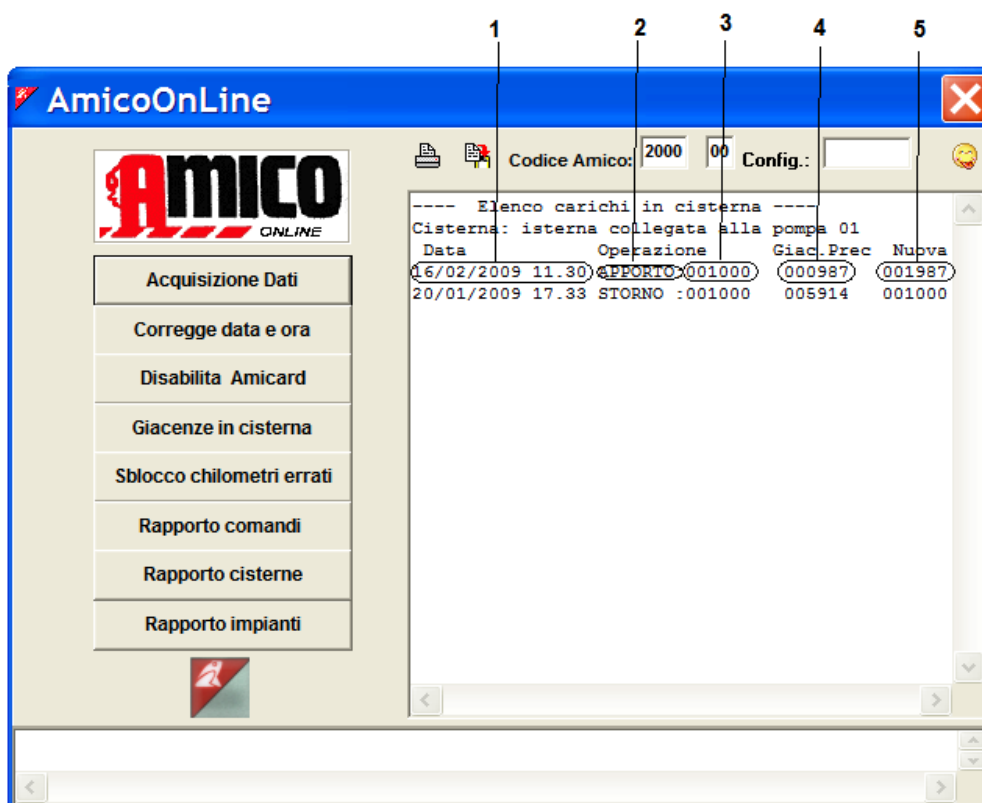 1 2 3 4 5
AmicoOnLine
AMICO
ONLINE
Codice Amico: 2000 00 Config.:
Acquisizione Dati
Corregge data e ora
Disabilita Amicard
Giacenze in cisterna
Sblocco chilometri errati
Rapporto comandi
Rapporto cisterne
Rapporto impianti
---- Elenco carichi in cisterna ----
Cisterna: isterna collegata alla pompa 01
Data Operazione Giac.Prec Nuova
16/02/2009 11.30 APPORTO:001000 000987 001987
20/01/2009 17.33 STORNO :001000 005914 001000